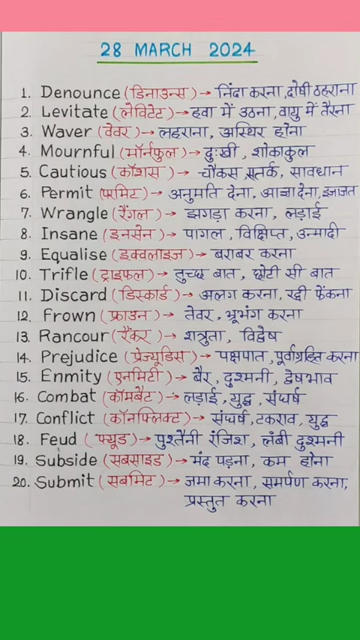 28 MARCH 2024
1. Denounce (डिनाउन्स) → निंदा करना, दोषी ठहराना
2. Levitate (लेविटेट) → हवा में उठना, वायु में तैरना
3. Waver (वेवर) → लहराना, अस्थिर होना
4. Mournful (मॉर्नफुल) → दुःखी, शोकाकुल
5. Cautious (कॉशस) → चौकस, सतर्क, सावधान
6. Permit (परमिट) → अनुमति देना, आज्ञा देना, इजाजत
7. Wrangle (रैंगल) → झगड़ा करना, लड़ाई
8. Insane (इनसेन) → पागल, विक्षिप्त, उन्मादी
9. Equalise (इक्वलाइज) → बराबर करना
10. Trifle (ट्राइफल) → तुच्छ बात, छोटी सी बात
11. Discard (डिस्कार्ड) → अलग करना, रद्दी फेंकना
12. Frown (फ्राउन) → तेवर, भ्रूभंग करना
13. Rancour (रैंकर) → शत्रुता, विद्वेष
14. Prejudice (प्रेज्यूडिस) → पक्षपात, पूर्वाग्रहित करना
15. Enmity (एनमिटी) → बैर, दुश्मनी, द्वेषभाव
16. Combat (कॉमबैट) → लड़ाई, युद्ध, संघर्ष
17. Conflict (कॉनफ्लिक्ट) → संघर्ष, टकराव, युद्ध
18. Feud (फ्यूड) → पुश्तैनी रंजिश, लंबी दुश्मनी
19. Subside (सबसाइड) → मंद पड़ना, कम होना
20. Submit (सबमिट) → जमा करना, समर्पण करना,
प्रस्तुत करना